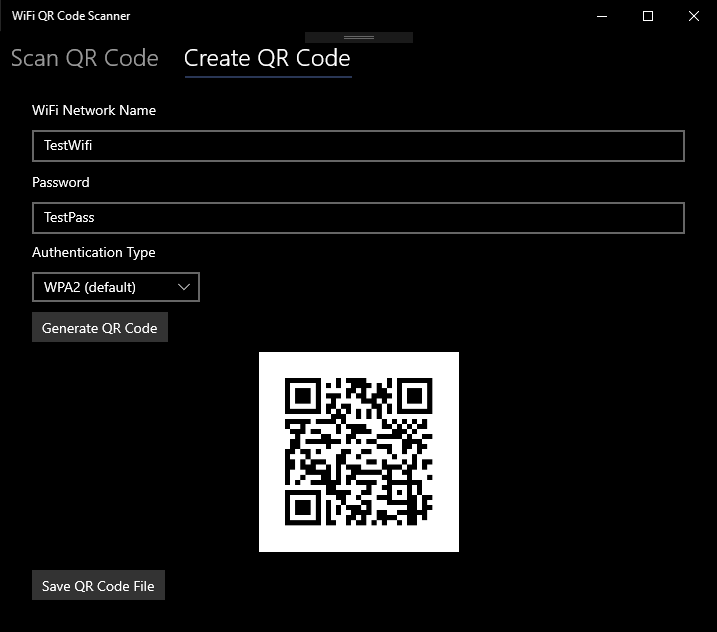 WiFi QR Code Scanner
Scan QR Code Create QR Code
WiFi Network Name
TestWifi
Password
TestPass
Authentication Type
WPA2 (default)
Generate QR Code
Save QR Code File